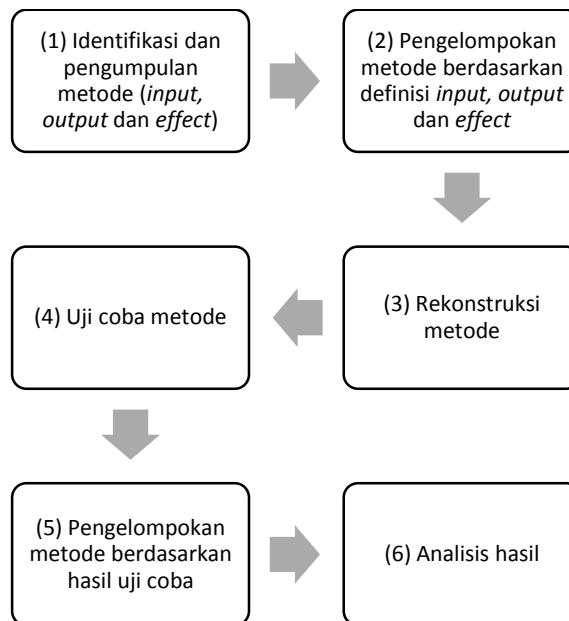 (1) Identifikasi dan
pengumpulan
metode (input,
output dan effect)
(2) Pengelompokan
metode berdasarkan
definisi input, output
dan effect
(3) Rekonstruksi
metode
(4) Uji coba metode
(5) Pengelompokan
metode berdasarkan
hasil uji coba
(6) Analisis hasil